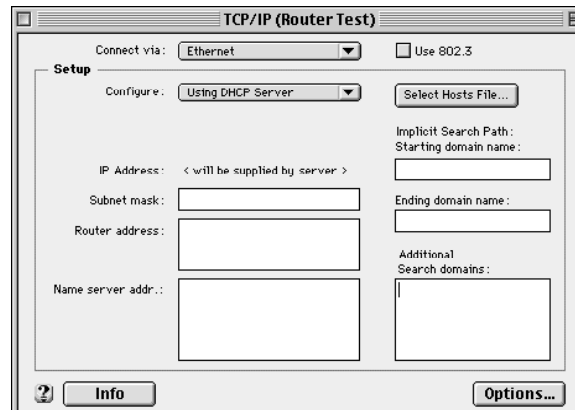 TCP/IP (Router Test)
Connect via: Ethernet
Use 802.3
Setup
Configure: Using DHCP Server
Select Hosts File...
Implicit Search Path:
Starting domain name:
IP Address: < will be supplied by server >
Subnet mask:
Ending domain name:
Router address:
Additional
Search domains:
Name server addr.:
?
Info
Options...